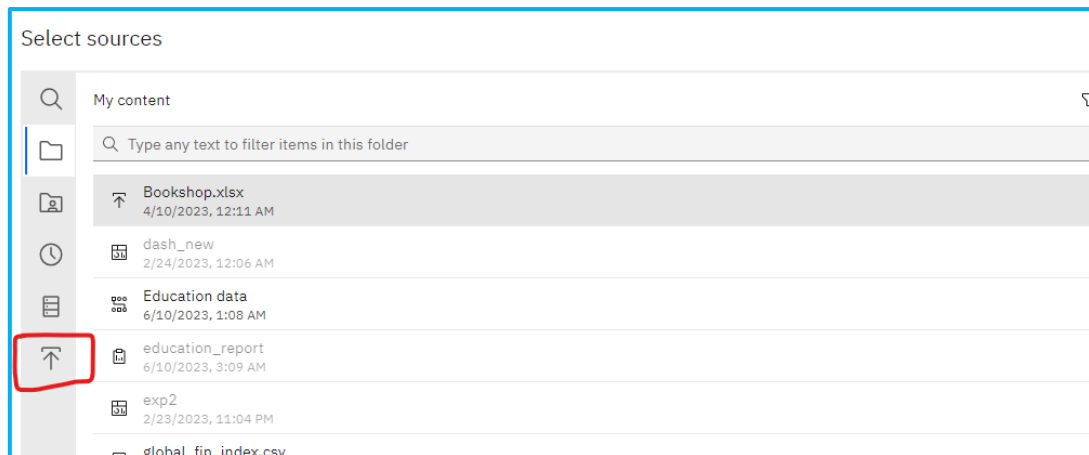 Select sources
My content
Type any text to filter items in this folder
Bookshop.xlsx
4/10/2023, 12:11 AM
dash_new
2/24/2023, 12:06 AM
Education data
6/10/2023, 1:08 AM
education_report
6/10/2023, 3:09 AM
exp2
2/23/2023, 11:04 PM
global_fin_index.csv